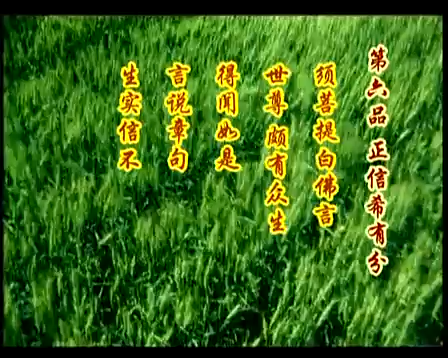 第六品 正信希有分
须菩提白佛言
世尊颇有众生
得闻如是
言说章句
生实信不